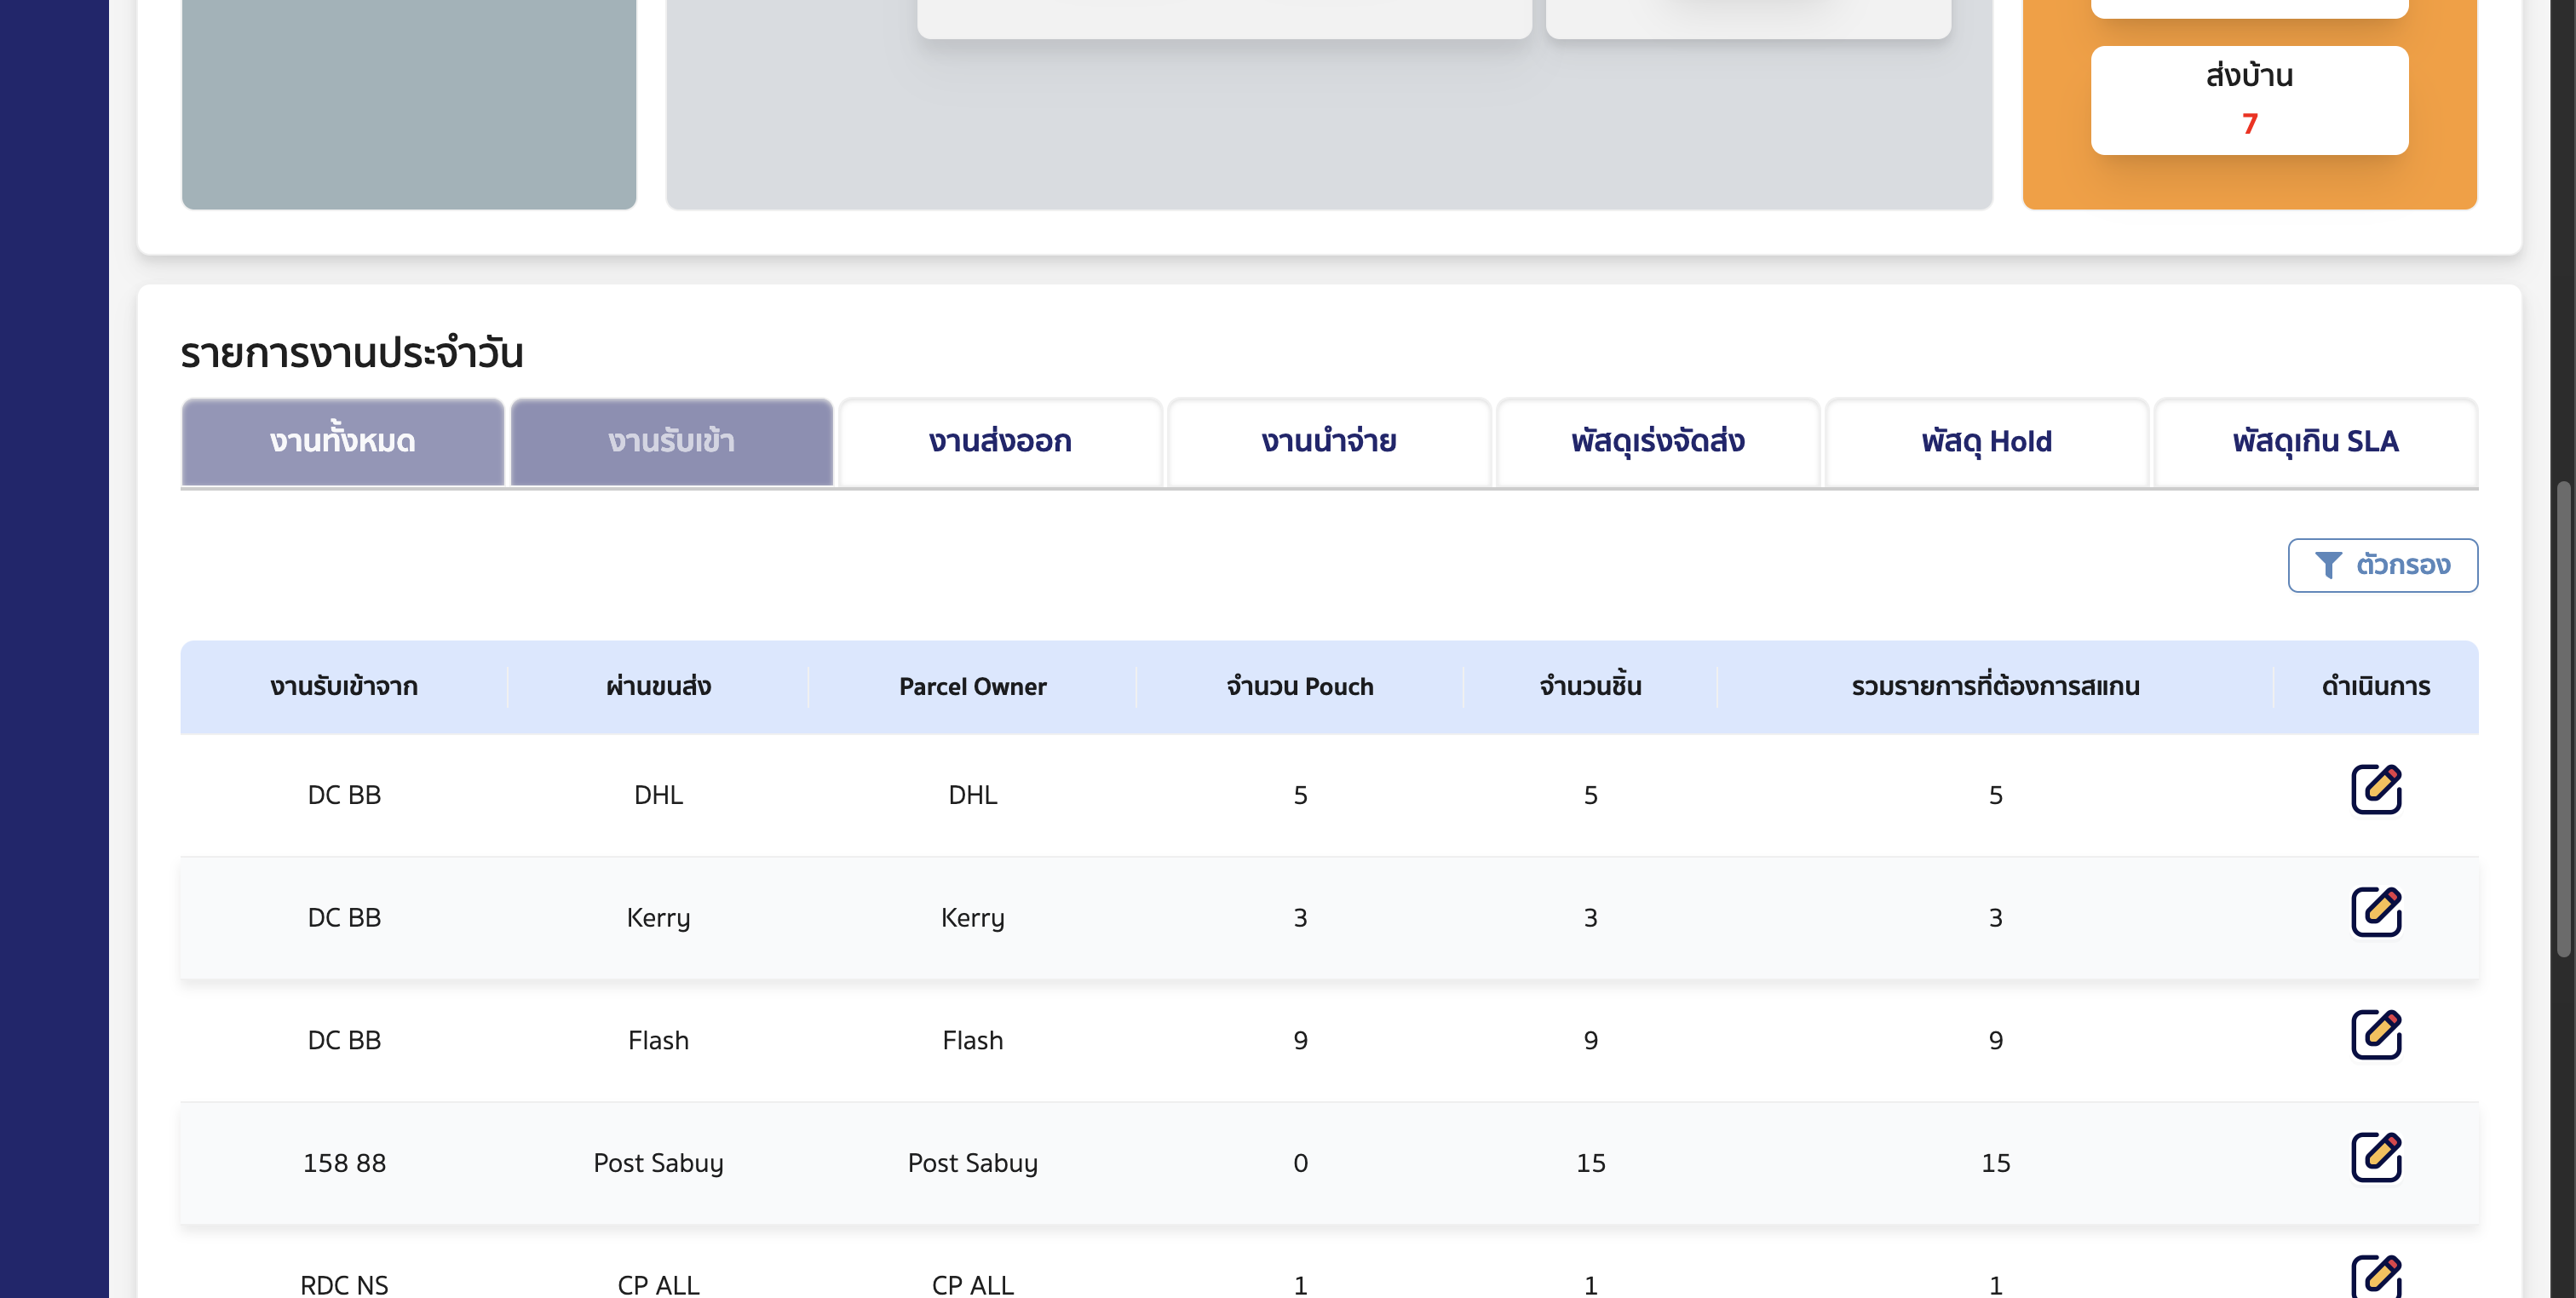 ส่งบ้าน
7
รายการงานประจำวัน
งานทั้งหมด งานรับเข้า งานส่งออก งานนำจ่าย พัสดุเร่งจัดส่ง พัสดุ Hold พัสดุเกิน SLA
ตัวกรอง
งานรับเข้าจาก ผ่านขนส่ง Parcel Owner จำนวน Pouch จำนวนชิ้น รวมรายการที่ต้องการสแกน ดำเนินการ
DC BB DHL DHL 5 5 5
DC BB Kerry Kerry 3 3 3
DC BB Flash Flash 9 9 9
158 88 Post Sabuy Post Sabuy 0 15 15
RDC NS CP ALL CP ALL 1 1 1